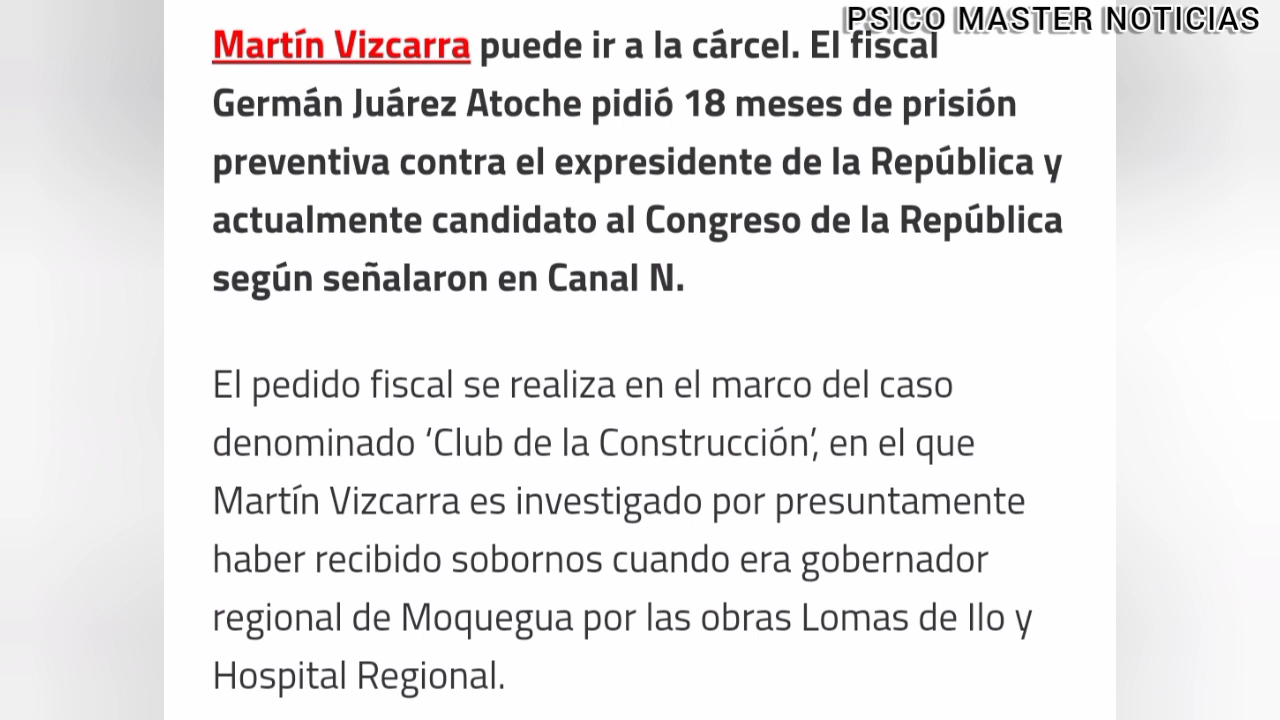 PSICO MASTER NOTICIAS
Martín Vizcarra puede ir a la cárcel. El fiscal
Germán Juárez Atoche pidió 18 meses de prisión
preventiva contra el expresidente de la República y
actualmente candidato al Congreso de la República
según señalaron en Canal N.
El pedido fiscal se realiza en el marco del caso
denominado ‘Club de la Construcción’, en el que
Martín Vizcarra es investigado por presuntamente
haber recibido sobornos cuando era gobernador
regional de Moquegua por las obras Lomas de Ilo y
Hospital Regional.